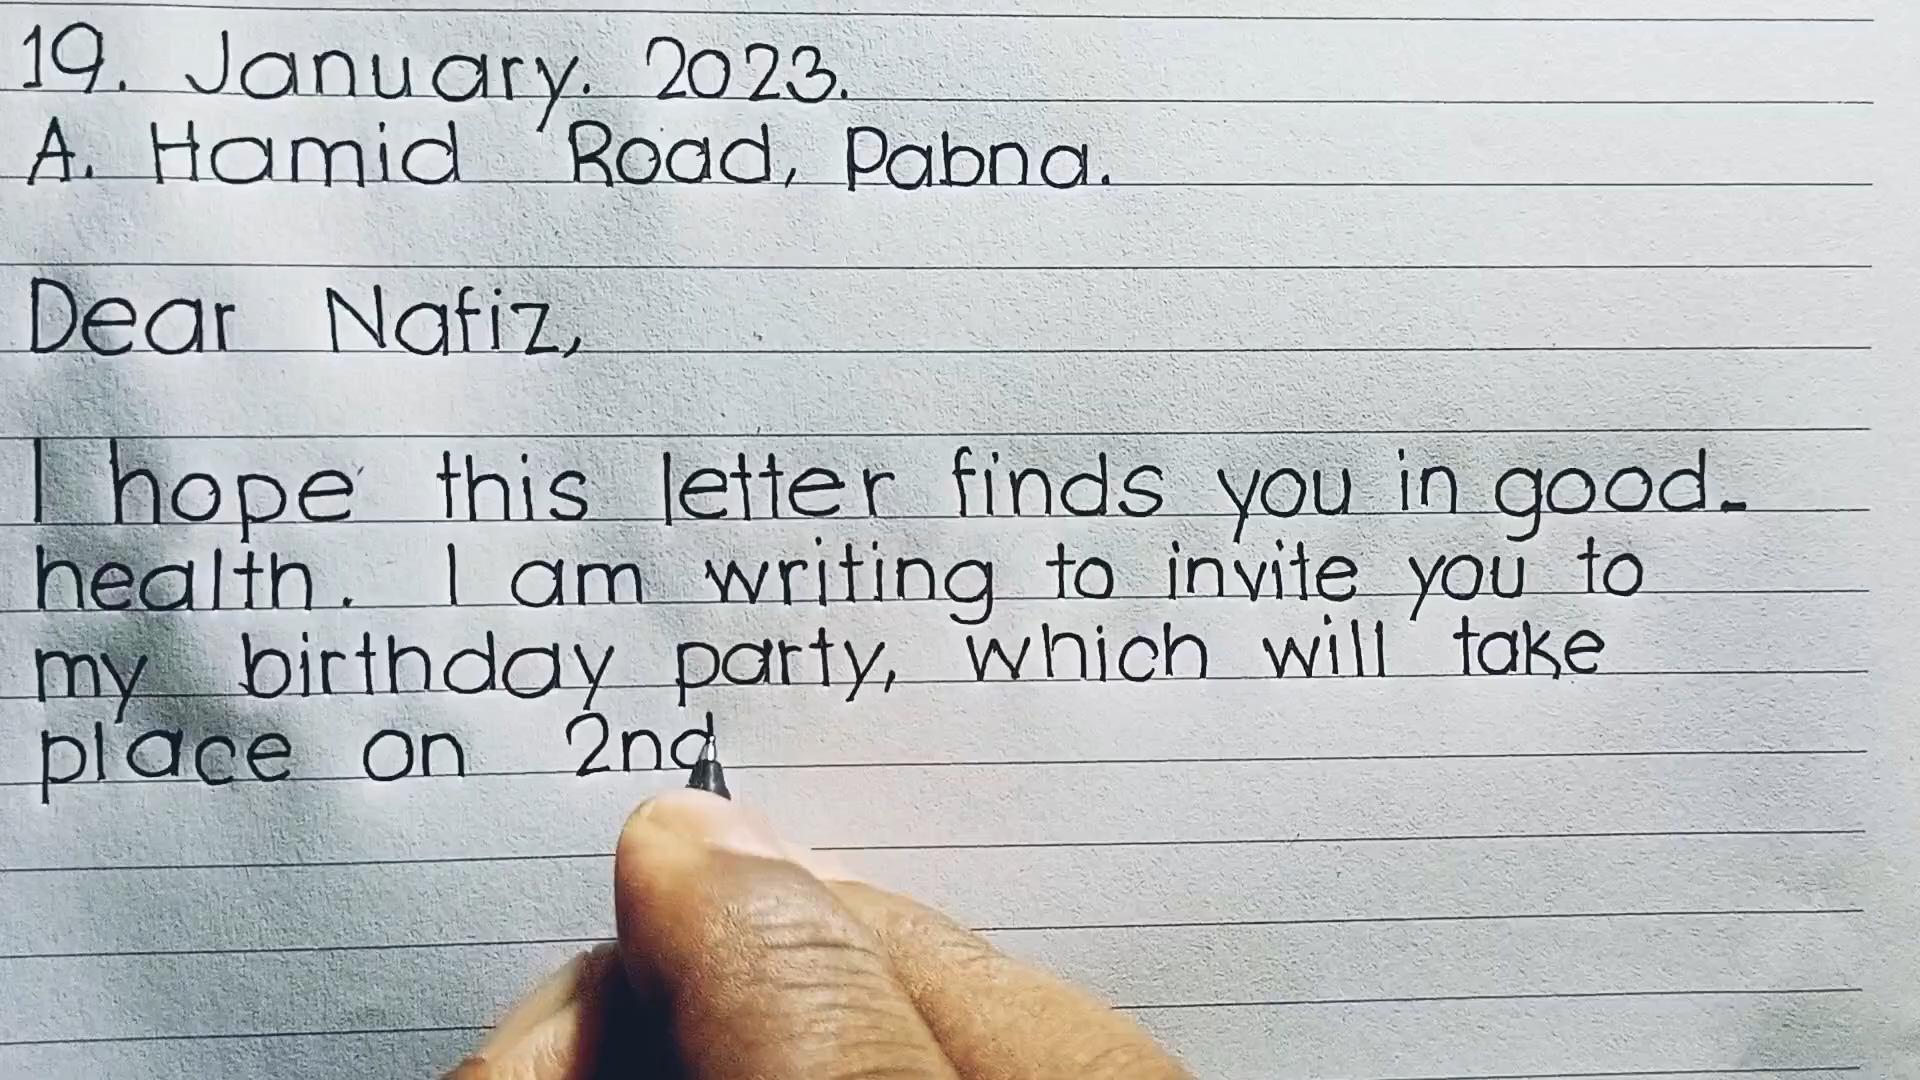 19. January. 2023.
A. Hamid Road, Pabna.
Dear Nafiz,
I hope this letter finds you in good-
health. I am writing to invite you to
my birthday party, which will take
place on 2nd